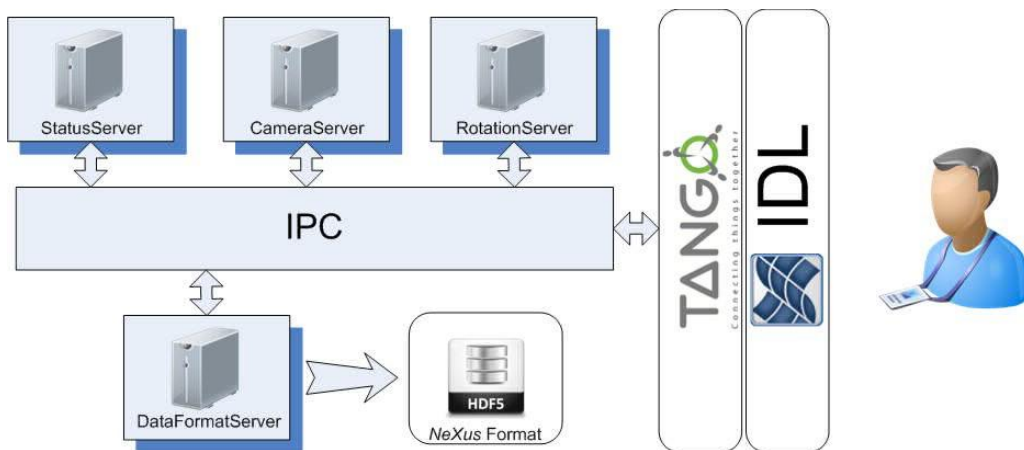 StatusServer
CameraServer
RotationServer
IPC
DataFormatServer
HDF5
NeXus Format
TANGO
Connecting things together
IDL